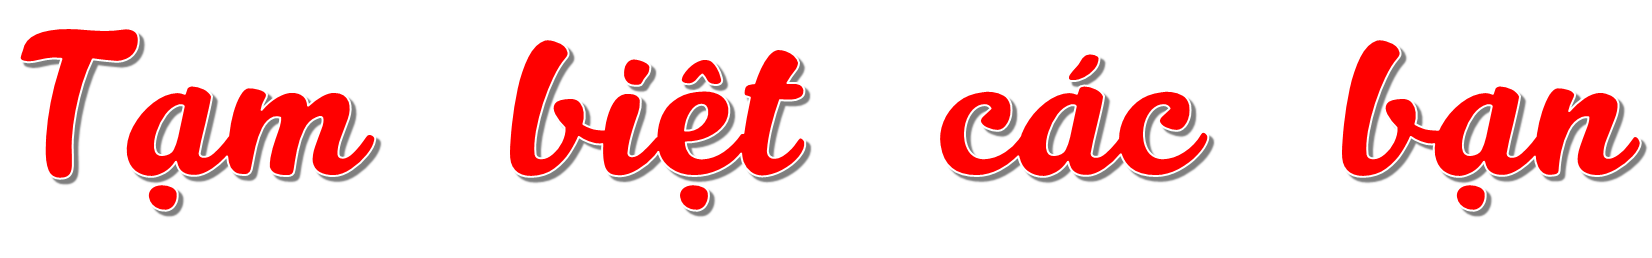 Tạm biệt các bạn